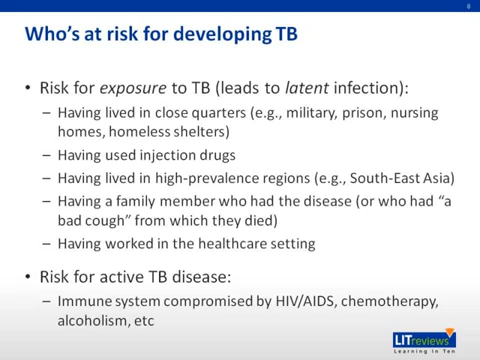 8
Who's at risk for developing TB
• Risk for exposure to TB (leads to latent infection):
– Having lived in close quarters (e.g., military, prison, nursing
homes, homeless shelters)
– Having used injection drugs
– Having lived in high-prevalence regions (e.g., South-East Asia)
– Having a family member who had the disease (or who had "a
bad cough" from which they died)
– Having worked in the healthcare setting
• Risk for active TB disease:
– Immune system compromised by HIV/AIDS, chemotherapy,
alcoholism, etc
LITreviews
Learning in Ten